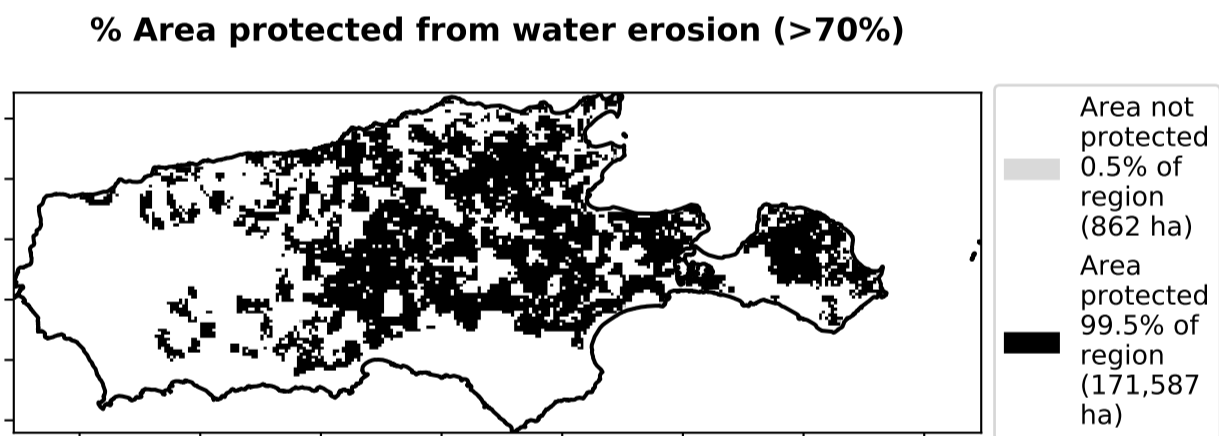 % Area protected from water erosion (>70%)
Area not
protected
0.5% of
region
(862 ha)
Area
protected
99.5% of
region
(171,587
ha)